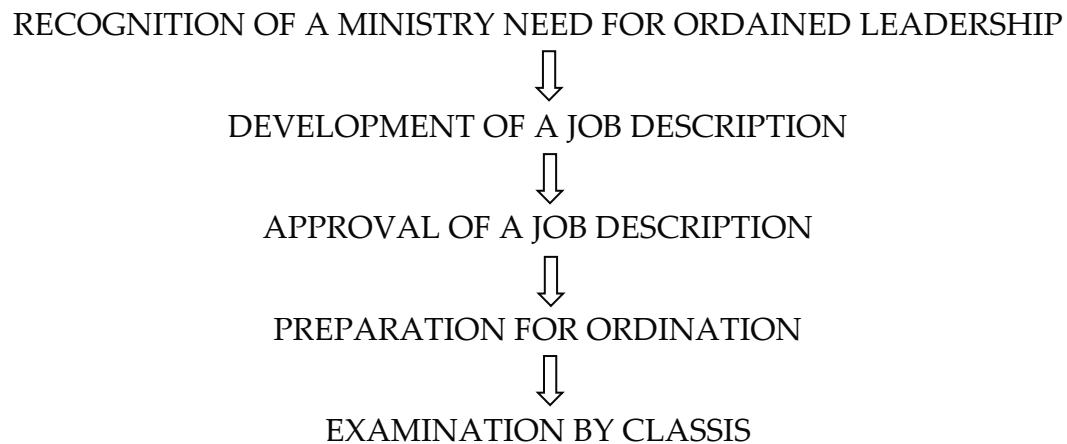 RECOGNITION OF A MINISTRY NEED FOR ORDAINED LEADERSHIP
DEVELOPMENT OF A JOB DESCRIPTION
APPROVAL OF A JOB DESCRIPTION
PREPARATION FOR ORDINATION
EXAMINATION BY CLASSIS